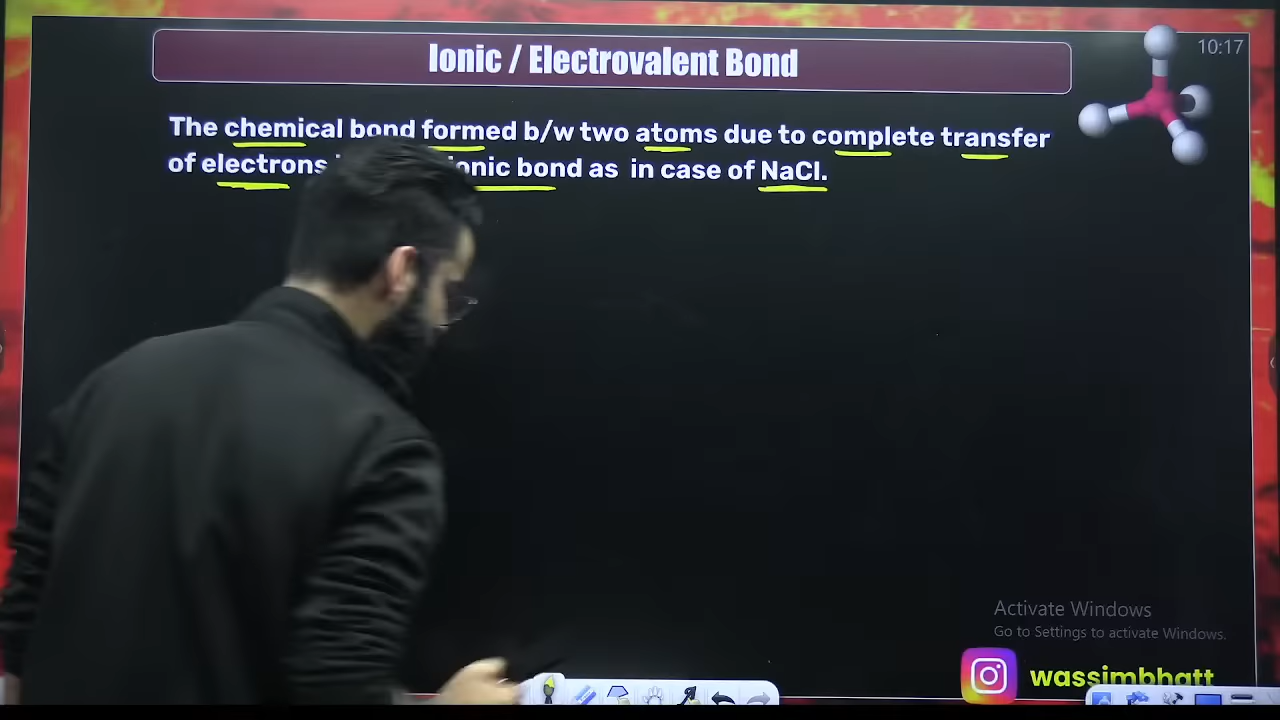 Ionic / Electrovalent Bond
10:17
The chemical bond formed b/w two atoms due to complete transfer
of electrons ionic bond as in case of NaCl.
Activate Windows
Go to Settings to activate Windows.
wassimbhatt